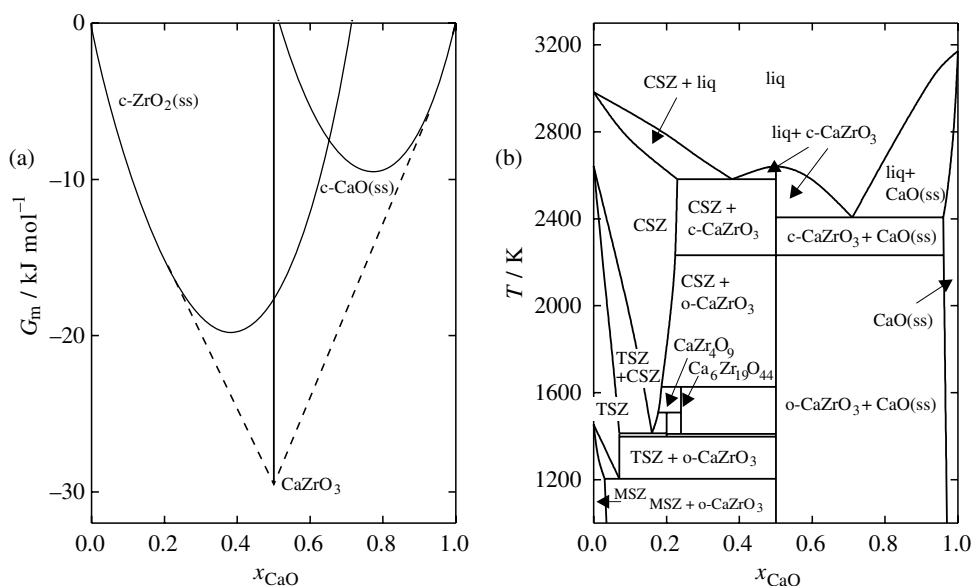 (a)
G_m / kJ mol⁻¹
0
−10
−20
−30
c-ZrO₂(ss)
c-CaO(ss)
CaZrO₃
0.0 0.2 0.4 0.6 0.8 1.0
x_CaO
(b)
T / K
3200
2800
2400
2000
1600
1200
CSZ + liq
liq
liq+ c-CaZrO₃
liq+
CaO(ss)
CSZ
CSZ +
c-CaZrO₃
c-CaZrO₃ + CaO(ss)
CSZ +
o-CaZrO₃
CaO(ss)
CaZr₄O₉
Ca₆Zr₁₉O₄₄
TSZ
+CSZ
TSZ
o-CaZrO₃ + CaO(ss)
TSZ + o-CaZrO₃
MSZ
MSZ + o-CaZrO₃
0.0 0.2 0.4 0.6 0.8 1.0
x_CaO